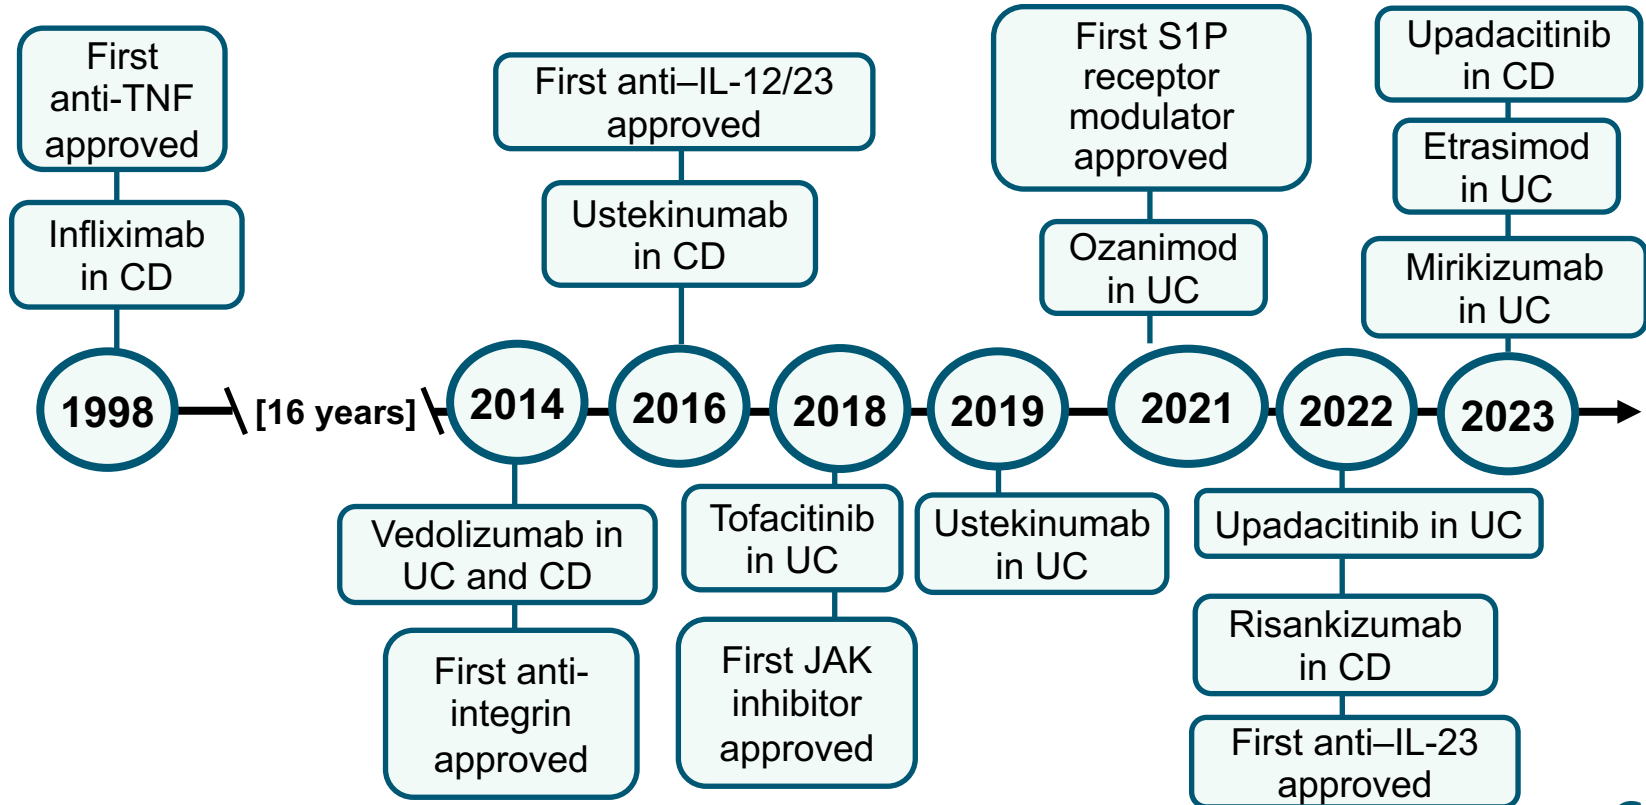 First
anti-TNF
approved
Infliximab
in CD
First anti–IL-12/23
approved
Ustekinumab
in CD
First S1P
receptor
modulator
approved
Ozanimod
in UC
Upadacitinib
in CD
Etrasimod
in UC
Mirikizumab
in UC
1998
[16 years]
2014
2016
2018
2019
2021
2022
2023
Vedolizumab in
UC and CD
First anti-
integrin
approved
Tofacitinib
in UC
First JAK
inhibitor
approved
Ustekinumab
in UC
Upadacitinib in UC
Risankizumab
in CD
First anti–IL-23
approved